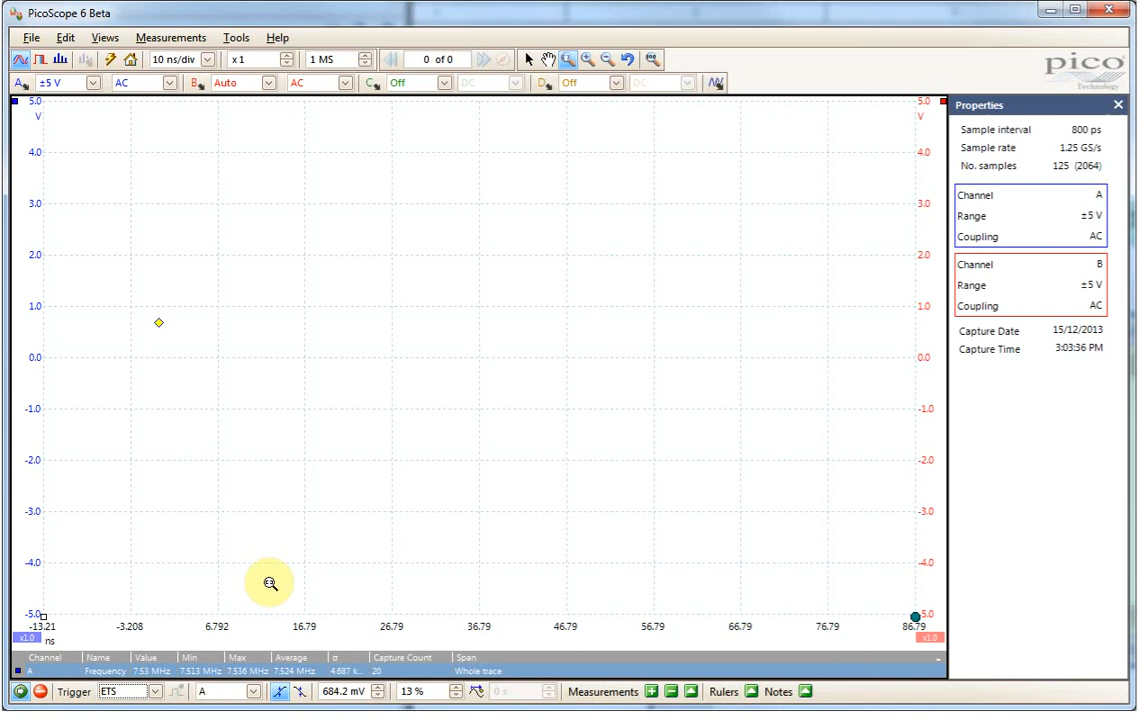 PicoScope 6 Beta
File Edit Views Measurements Tools Help
10 ns/div x 1 1 MS 0 of 0
pico
Technology
A ±5 V AC B Auto AC C Off DC D Off DC
5.0 5.0
V V
4.0 4.0
3.0 3.0
2.0 2.0
1.0 1.0
0.0 0.0
-1.0 -1.0
-2.0 -2.0
-3.0 -3.0
-4.0 -4.0
-5.0 -5.0
-13.21 -3.208 6.792 16.79 26.79 36.79 46.79 56.79 66.79 76.79 86.79
x1.0 ns x1.0
Properties
Sample interval 800 ps
Sample rate 1.25 GS/s
No. samples 125 (2064)
Channel A
Range ±5 V
Coupling AC
Channel B
Range ±5 V
Coupling AC
Capture Date 15/12/2013
Capture Time 3:03:36 PM
Channel Name Value Min Max Average σ Capture Count Span
A Frequency 7.53 MHz 7.513 MHz 7.536 MHz 7.524 MHz 4.687 k... 20 Whole trace
Trigger ETS A 684.2 mV 13 % 0 s Measurements Rulers Notes